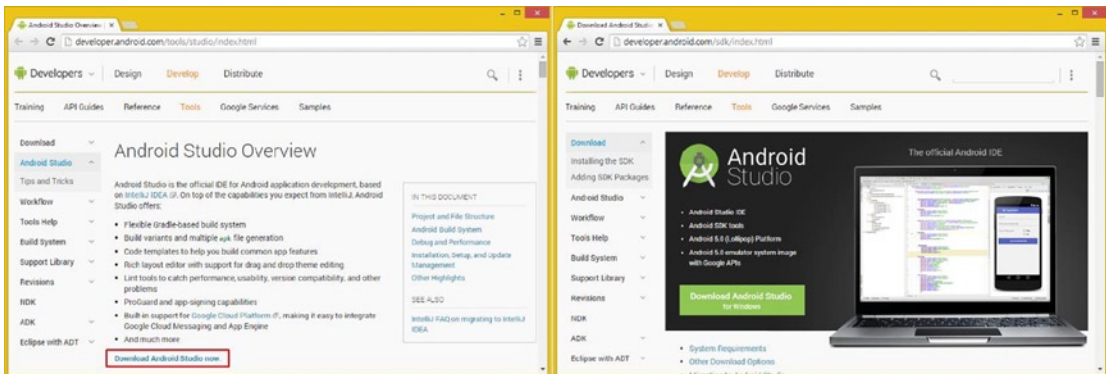 Android Studio Overview
developer.android.com/tools/studio/index.html
Developers
Design
Develop
Distribute
Training
API Guides
Reference
Tools
Google Services
Samples
Download
Android Studio
Tips and Tricks
Workflow
Tools Help
Build System
Support Library
Revisions
NDK
ADK
Eclipse with ADT
Android Studio Overview
Android Studio is the official IDE for Android application development, based
on IntelliJ IDEA. On top of the capabilities you expect from IntelliJ, Android
Studio offers:
• Flexible Gradle-based build system
• Build variants and multiple apk file generation
• Code templates to help you build common app features
• Rich layout editor with support for drag and drop theme editing
• Lint tools to catch performance, usability, version compatibility, and other
problems
• ProGuard and app-signing capabilities
• Built-in support for Google Cloud Platform, making it easy to integrate
Google Cloud Messaging and App Engine
• And much more
Download Android Studio now.
IN THIS DOCUMENT
Project and File Structure
Android Build System
Debug and Performance
Installation, Setup, and Update
Management
Other Highlights
SEE ALSO
IntelliJ FAQ on migrating to IntelliJ
IDEA
Download Android Studio
developer.android.com/sdk/index.html
Developers
Design
Develop
Distribute
Training
API Guides
Reference
Tools
Google Services
Samples
Download
Installing the SDK
Adding SDK Packages
Android Studio
Workflow
Tools Help
Build System
Support Library
Revisions
NDK
ADK
Eclipse with ADT
Android
Studio
The official Android IDE
• Android Studio IDE
• Android SDK tools
• Android 5.0 (Lollipop) Platform
• Android 5.0 emulator system image
with Google APIs
Download Android Studio
for Windows
• System Requirements
• Other Download Options